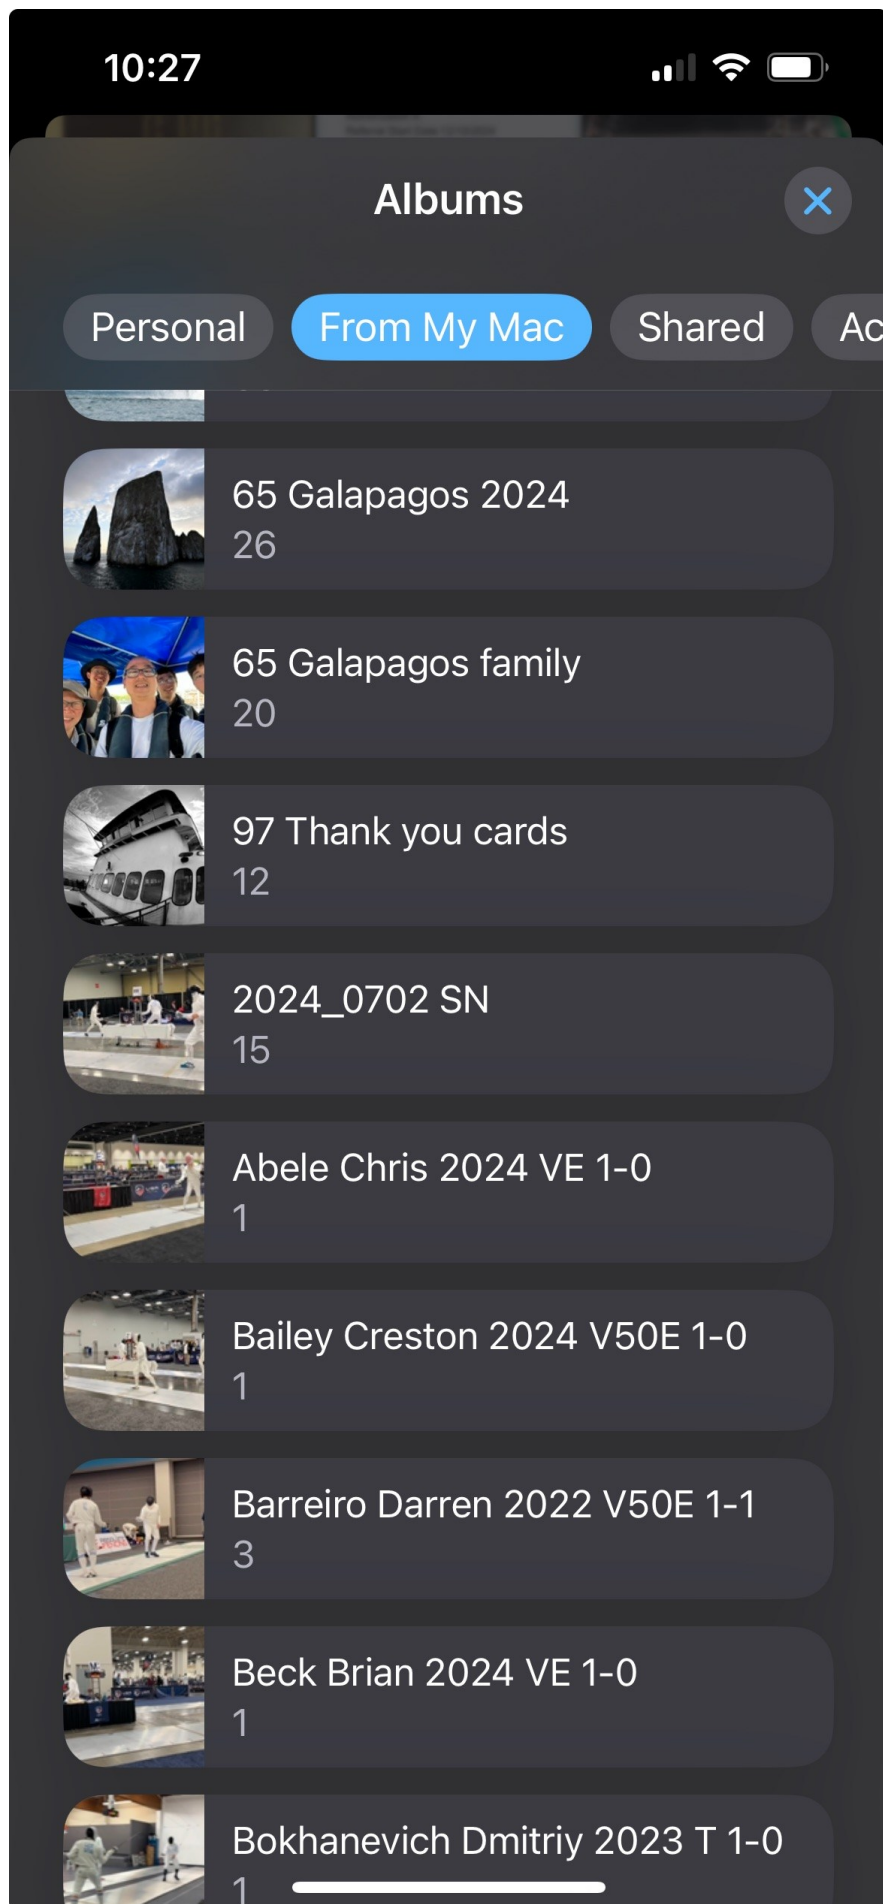 10:27
Albums
Personal
From My Mac
Shared
Ac
65 Galapagos 2024
26
65 Galapagos family
20
97 Thank you cards
12
2024_0702 SN
15
Abele Chris 2024 VE 1-0
1
Bailey Creston 2024 V50E 1-0
1
Barreiro Darren 2022 V50E 1-1
3
Beck Brian 2024 VE 1-0
1
Bokhanevich Dmitriy 2023 T 1-0
1